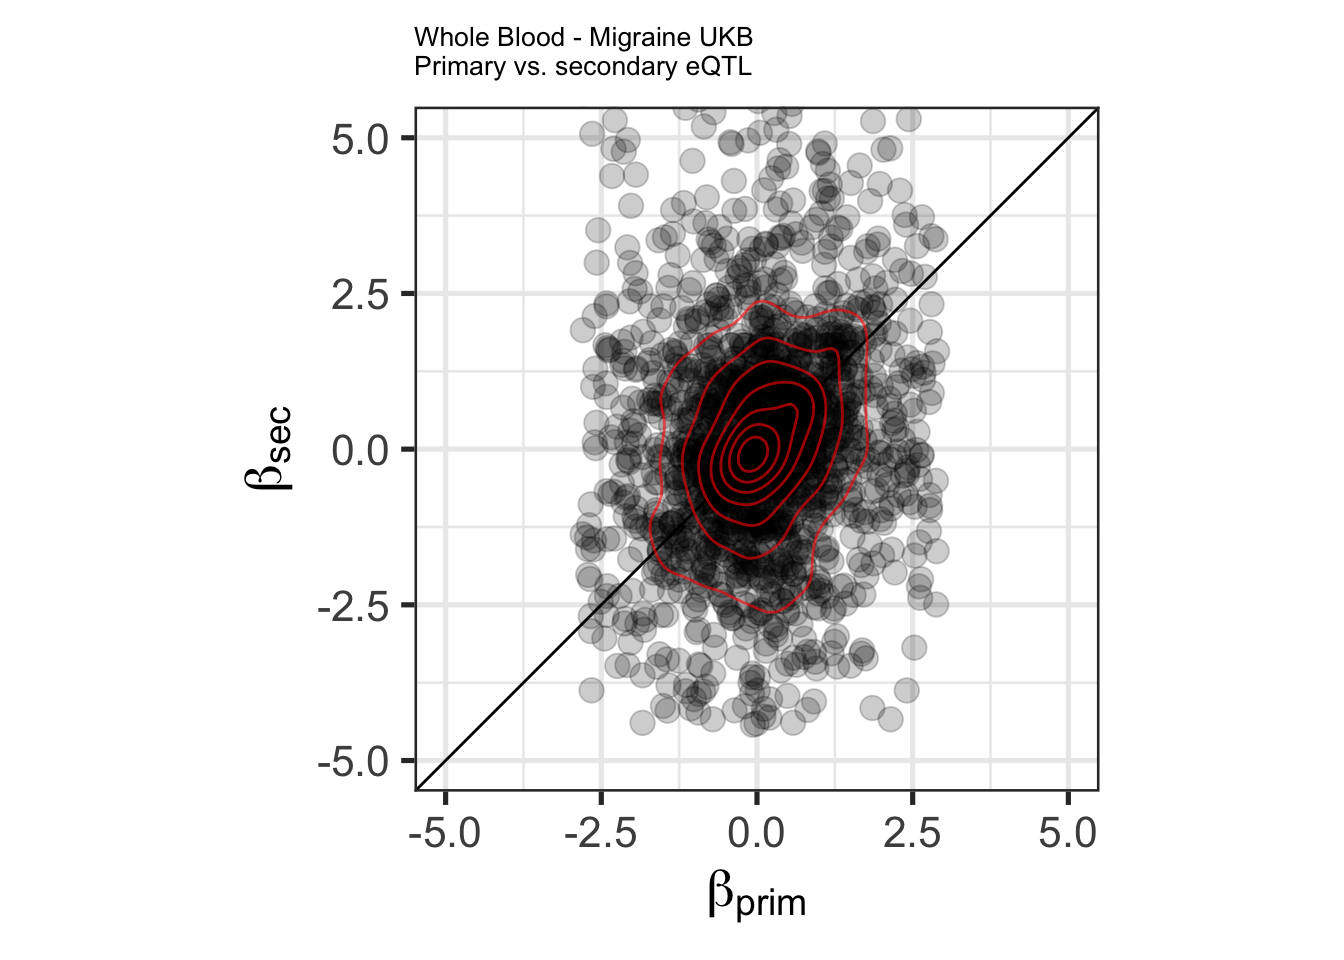 Whole Blood - Migraine UKB
Primary vs. secondary eQTL
5.0
2.5
0.0
-2.5
-5.0
βsec
-5.0 -2.5 0.0 2.5 5.0
βprim